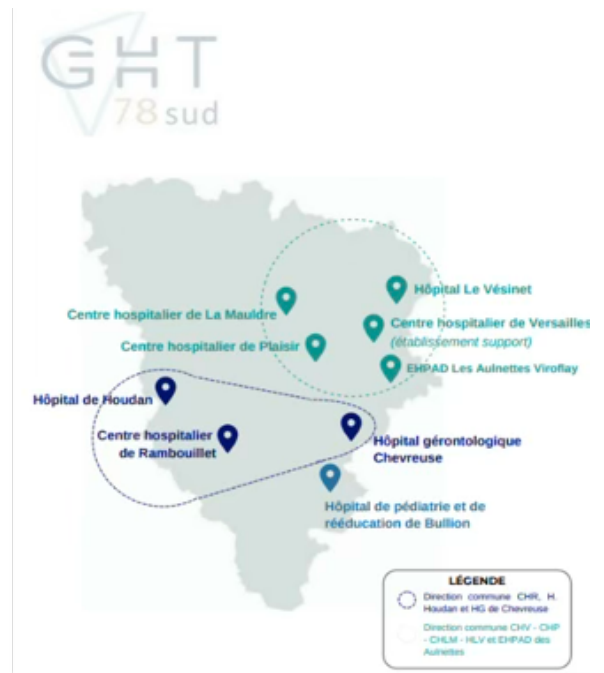 GHT
78 sud
Hôpital Le Vésinet
Centre hospitalier de La Mauldre
Centre hospitalier de Versailles
(établissement support)
Centre hospitalier de Plaisir
EHPAD Les Aulnettes Viroflay
Hôpital de Houdan
Centre hospitalier
de Rambouillet
Hôpital gérontologique
Chevreuse
Hôpital de pédiatrie et de
rééducation de Bullion
LÉGENDE
Direction commune CHR, H.
Houdan et HG de Chevreuse
Direction commune CHV - CHP
- CHLM - HLV et EHPAD des
Aulnettes